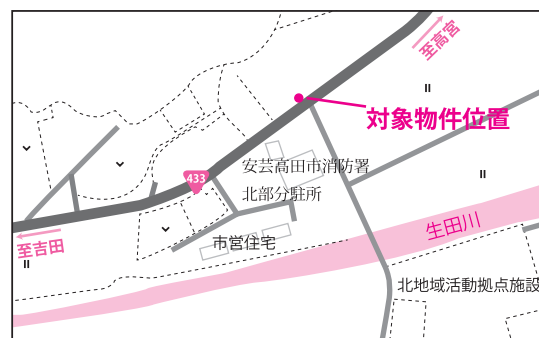 至高宮
対象物件位置
安芸高田市消防署
北部分駐所
433
生田川
至吉田
市営住宅
北地域活動拠点施設